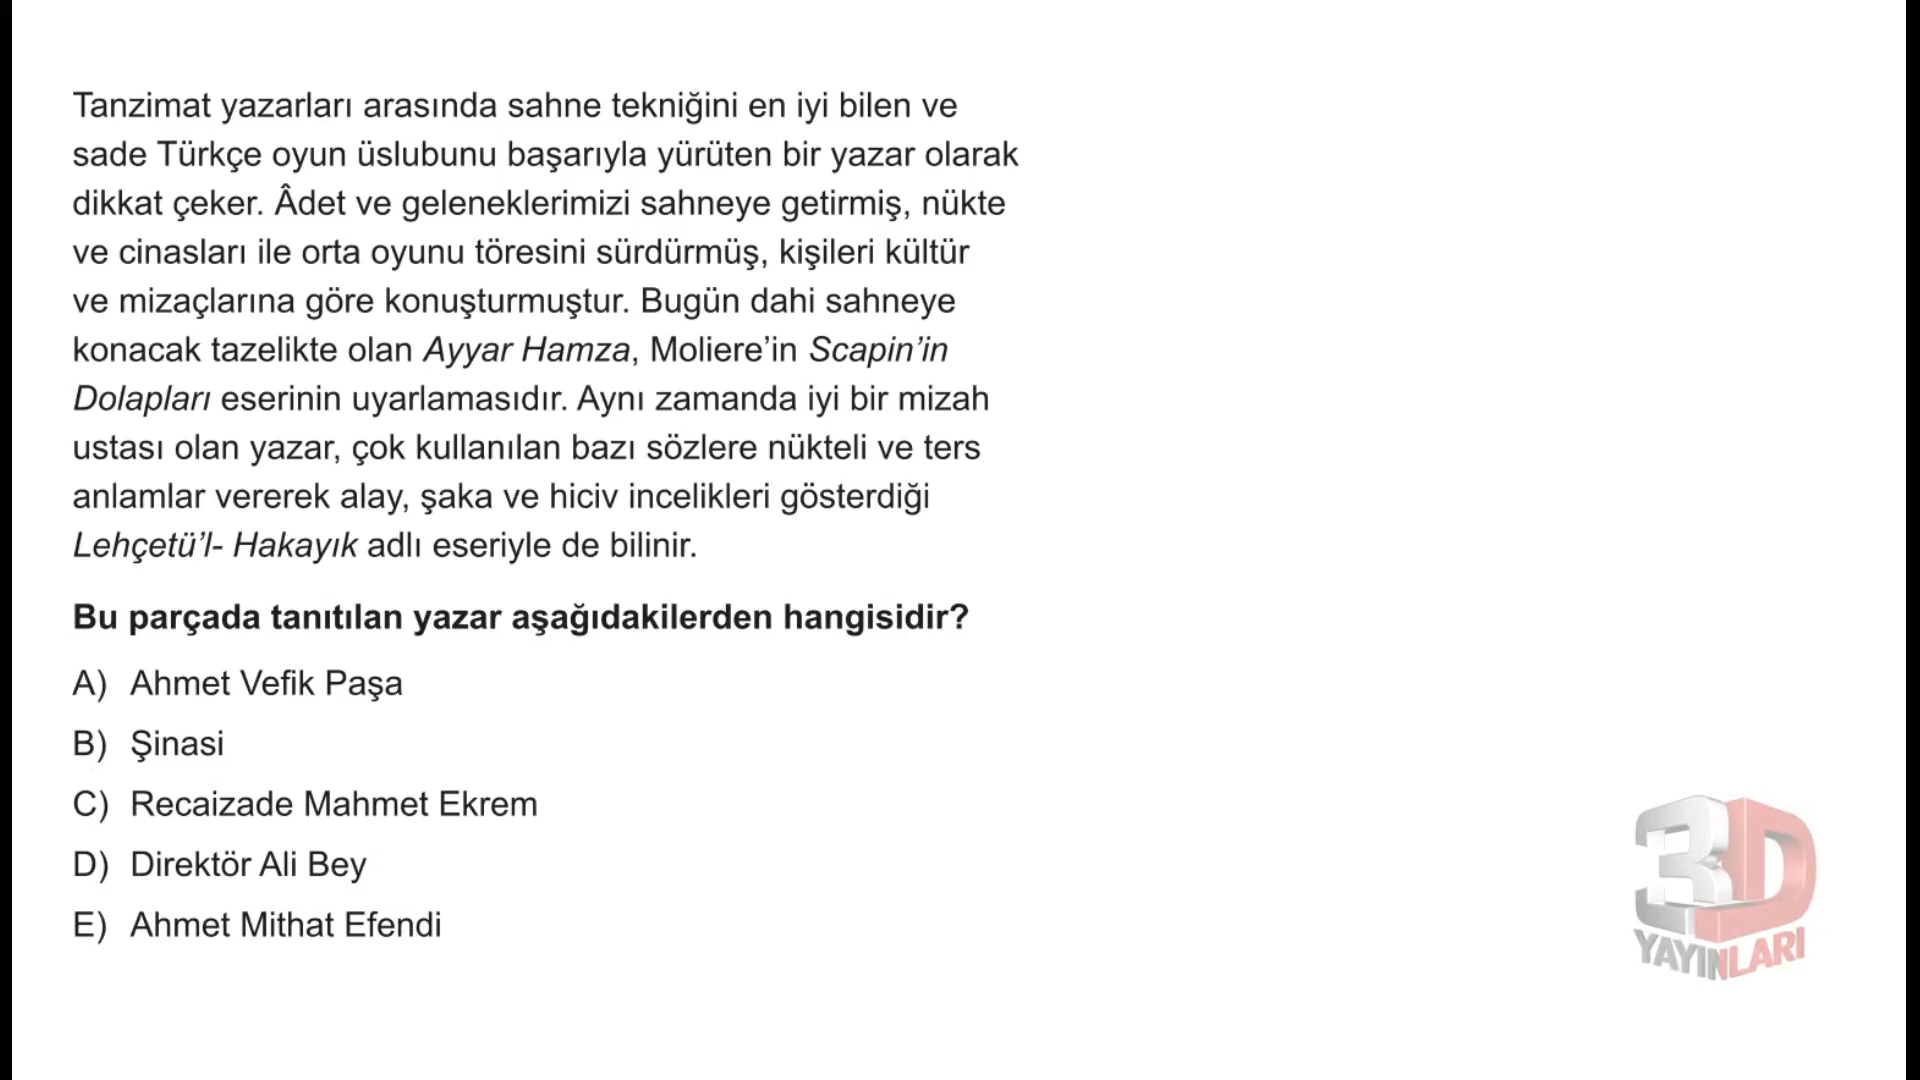 Tanzimat yazarları arasında sahne tekniğini en iyi bilen ve
sade Türkçe oyun üslubunu başarıyla yürüten bir yazar olarak
dikkat çeker. Âdet ve geleneklerimizi sahneye getirmiş, nükte
ve cinasları ile orta oyunu töresini sürdürmüş, kişileri kültür
ve mizaçlarına göre konuşturmuştur. Bugün dahi sahneye
konacak tazelikte olan Ayyar Hamza, Moliere’in Scapin’in
Dolapları eserinin uyarlamasıdır. Aynı zamanda iyi bir mizah
ustası olan yazar, çok kullanılan bazı sözlere nükteli ve ters
anlamlar vererek alay, şaka ve hiciv incelikleri gösterdiği
Lehçetü’l- Hakayık adlı eseriyle de bilinir.
Bu parçada tanıtılan yazar aşağıdakilerden hangisidir?
A) Ahmet Vefik Paşa
B) Şinasi
C) Recaizade Mahmet Ekrem
D) Direktör Ali Bey
E) Ahmet Mithat Efendi
3D
YAYINLARI